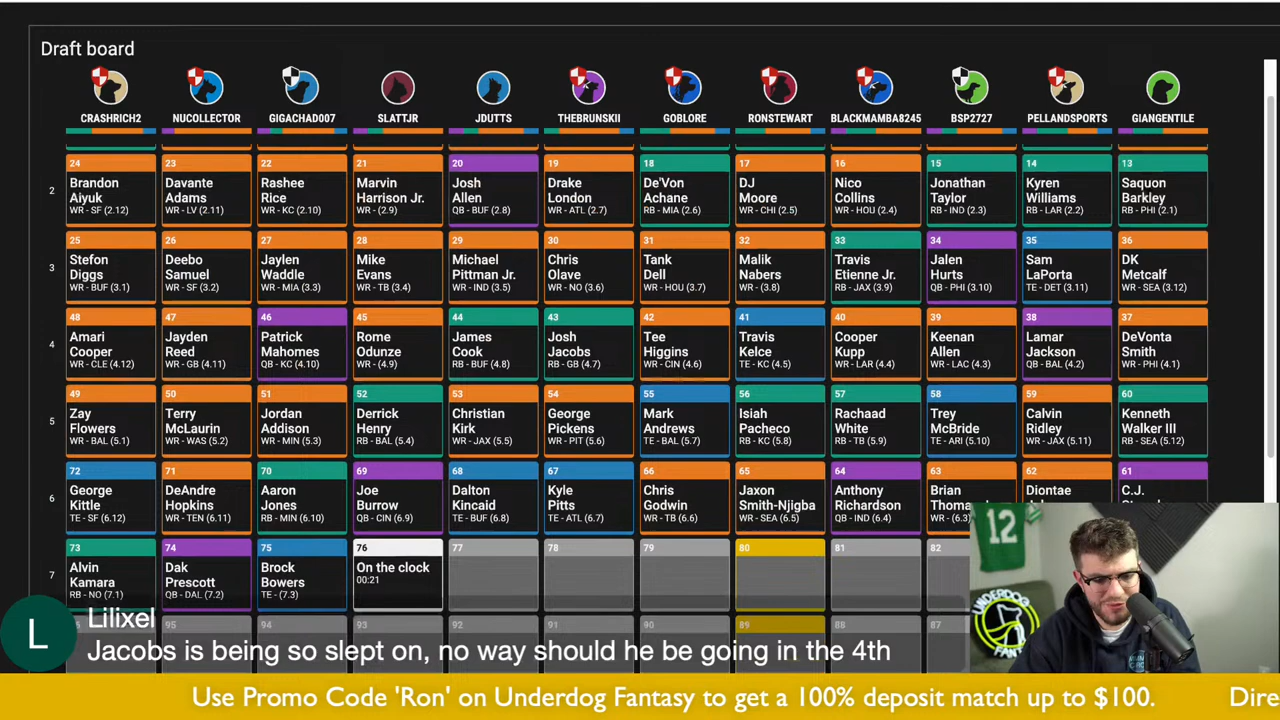 Draft board
CRASHRICH2 NUCOLLECTOR GIGACHAD007 SLATTJR JDUTTS THEBRUNSKII GOBLORE RONSTEWART BLACKMAMBA8245 BSP2727 PELLANDSPORTS GIANGENTILE
24 23 22 21 20 19 18 17 16 15 14 13
2 Brandon Davante Rashee Marvin Josh Drake De'Von DJ Nico Jonathan Kyren Saquon
Aiyuk Adams Rice Harrison Jr. Allen London Achane Moore Collins Taylor Williams Barkley
WR - SF (2.12) WR - LV (2.11) WR - KC (2.10) WR - (2.9) QB - BUF (2.8) WR - ATL (2.7) RB - MIA (2.6) WR - CHI (2.5) WR - HOU (2.4) RB - IND (2.3) RB - LAR (2.2) RB - PHI (2.1)
25 26 27 28 29 30 31 32 33 34 35 36
3 Stefon Deebo Jaylen Mike Michael Chris Tank Malik Travis Jalen Sam DK
Diggs Samuel Waddle Evans Pittman Jr. Olave Dell Nabers Etienne Jr. Hurts LaPorta Metcalf
WR - BUF (3.1) WR - SF (3.2) WR - MIA (3.3) WR - TB (3.4) WR - IND (3.5) WR - NO (3.6) WR - HOU (3.7) WR - (3.8) RB - JAX (3.9) QB - PHI (3.10) TE - DET (3.11) WR - SEA (3.12)
48 47 46 45 44 43 42 41 40 39 38 37
4 Amari Jayden Patrick Rome James Josh Tee Travis Cooper Keenan Lamar DeVonta
Cooper Reed Mahomes Odunze Cook Jacobs Higgins Kelce Kupp Allen Jackson Smith
WR - CLE (4.12) WR - GB (4.11) QB - KC (4.10) WR - (4.9) RB - BUF (4.8) RB - GB (4.7) WR - CIN (4.6) TE - KC (4.5) WR - LAR (4.4) WR - LAC (4.3) QB - BAL (4.2) WR - PHI (4.1)
49 50 51 52 53 54 55 56 57 58 59 60
5 Zay Terry Jordan Derrick Christian George Mark Isiah Rachaad Trey Calvin Kenneth
Flowers McLaurin Addison Henry Kirk Pickens Andrews Pacheco White McBride Ridley Walker III
WR - BAL (5.1) WR - WAS (5.2) WR - MIN (5.3) RB - BAL (5.4) WR - JAX (5.5) WR - PIT (5.6) TE - BAL (5.7) RB - KC (5.8) RB - TB (5.9) TE - ARI (5.10) WR - JAX (5.11) RB - SEA (5.12)
72 71 70 69 68 67 66 65 64 63 62 61
6 George DeAndre Aaron Joe Dalton Kyle Chris Jaxon Anthony Brian Diontae C.J.
Kittle Hopkins Jones Burrow Kincaid Pitts Godwin Smith-Njigba Richardson
TE - SF (6.12) WR - TEN (6.11) RB - MIN (6.10) QB - CIN (6.9) TE - BUF (6.8) TE - ATL (6.7) WR - TB (6.6) WR - SEA (6.5) QB - IND (6.4)
73 74 75 76 77 78 79 80 81 82
7 Alvin Dak Brock On the clock
Kamara Prescott Bowers 00:21
RB - NO (7.1) QB - DAL (7.2) TE - (7.3)
95 94 93 92 91 90 89 88 87
12
UNDERDOG
L Lilixel
Jacobs is being so slept on, no way should he be going in the 4th
Use Promo Code 'Ron' on Underdog Fantasy to get a 100% deposit match up to $100. Dire